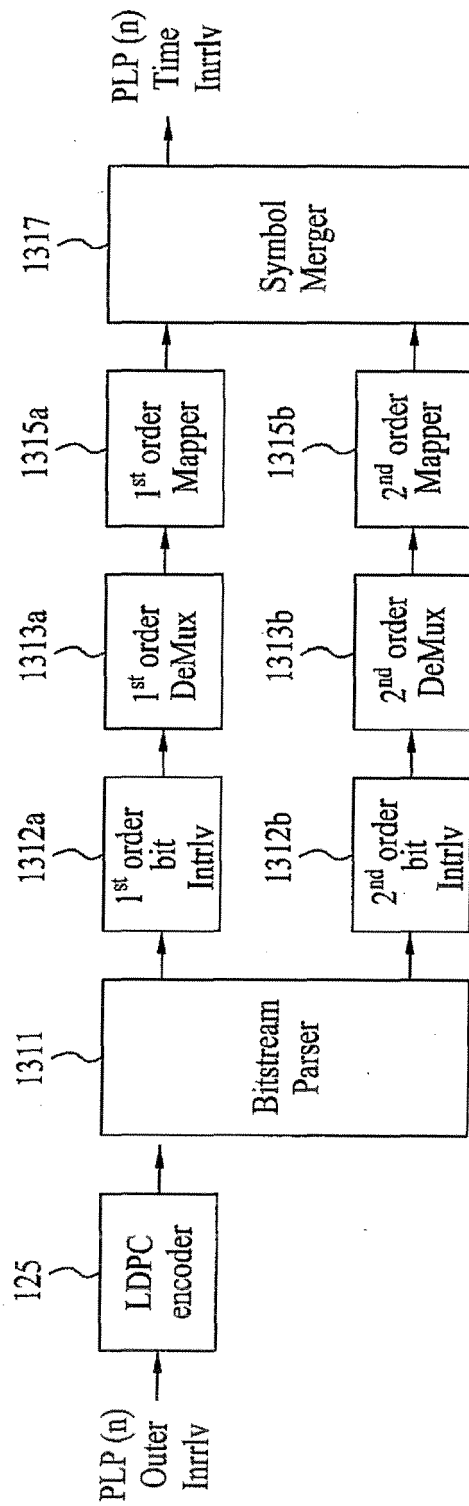 PLP (n)
Outer
Inrrlv
125
LDPC
encoder
1311
Bitstream
Parser
1312a
1st order
bit
Intrlv
1313a
1st order
DeMux
1315a
1st order
Mapper
1312b
2nd order
bit
Intrlv
1313b
2nd order
DeMux
1315b
2nd order
Mapper
1317
Symbol
Merger
PLP (n)
Time
Inrrlv